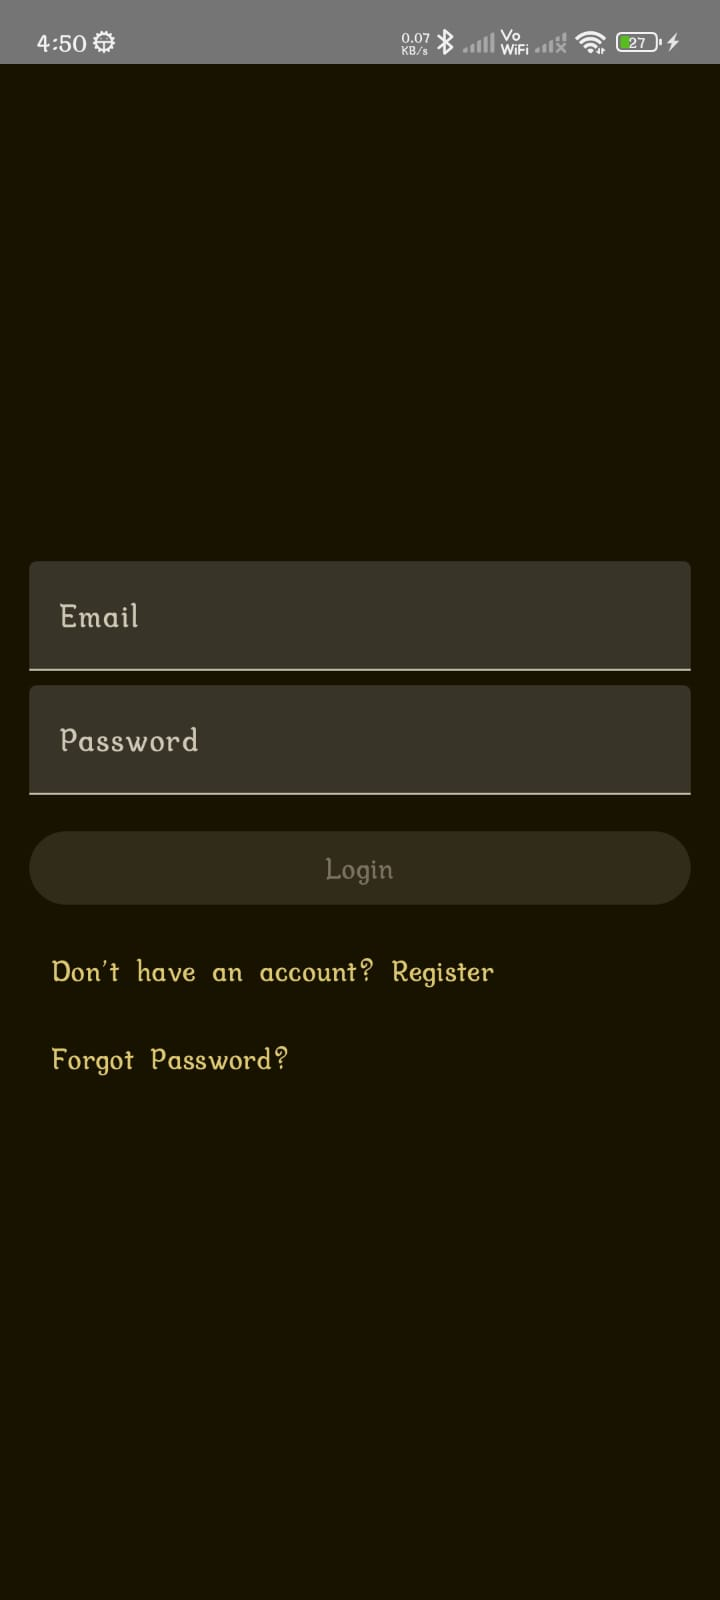 4:50 0.07 KB/s Vo WiFi 27
Email
Password
Login
Don't have an account? Register
Forgot Password?